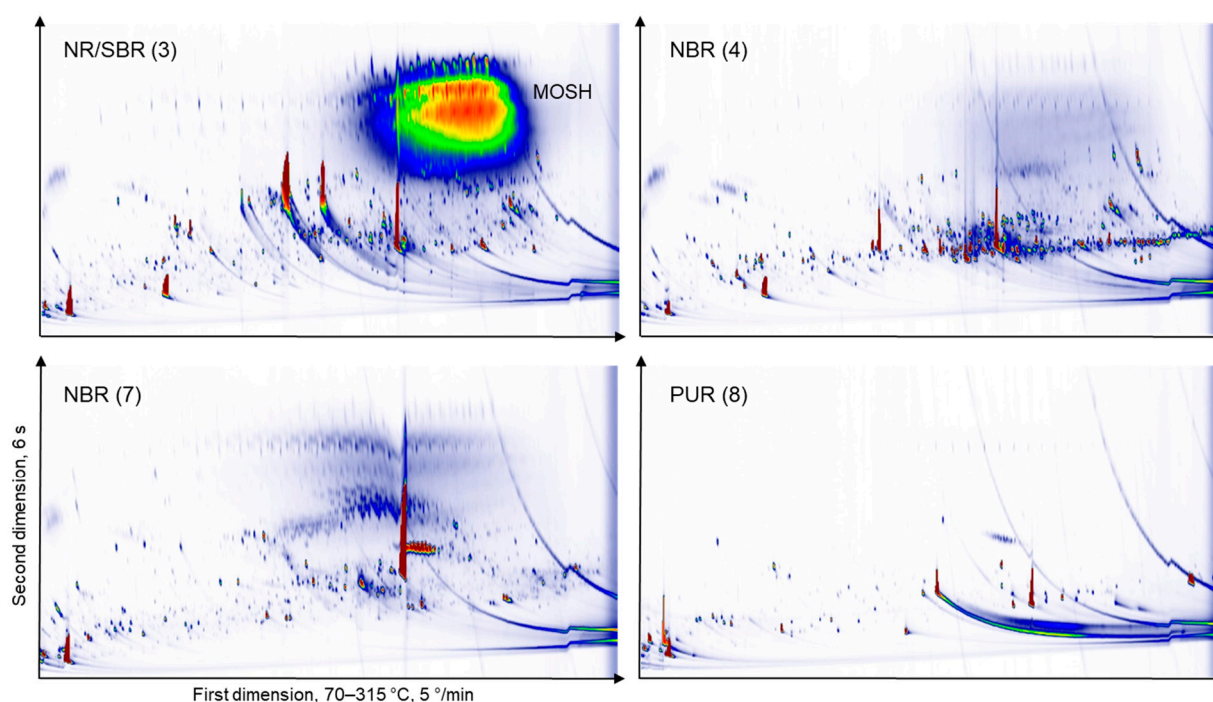 NR/SBR (3)
MOSH
NBR (4)
NBR (7)
PUR (8)
Second dimension, 6 s
First dimension, 70–315 °C, 5 °/min